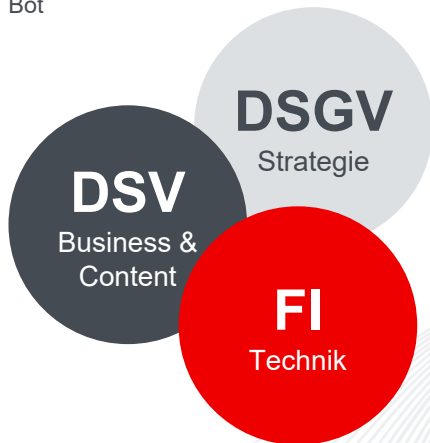 Bot
DSGV
Strategie
DSV
Business &
Content
FI
Technik